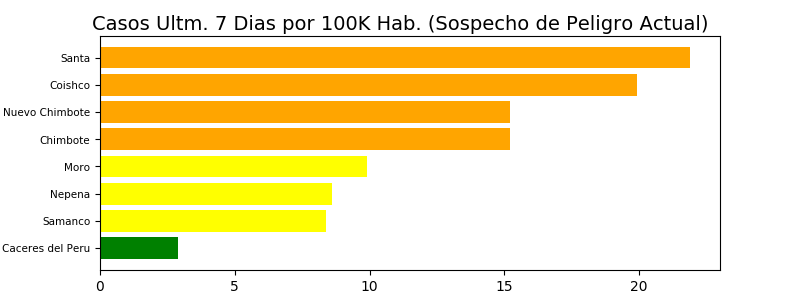 Casos Ultm. 7 Dias por 100K Hab. (Sospecho de Peligro Actual)
Santa
Coishco
Nuevo Chimbote
Chimbote
Moro
Nepena
Samanco
Caceres del Peru
0 5 10 15 20